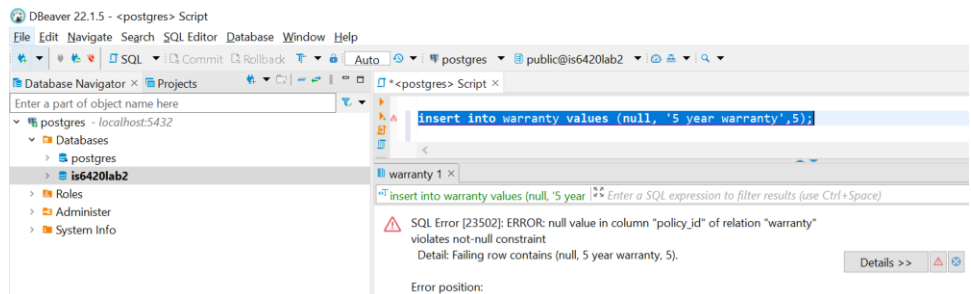 DBeaver 22.1.5 - <postgres> Script
File Edit Navigate Search SQL Editor Database Window Help
SQL Commit Rollback Auto postgres public@is6420lab2
Database Navigator Projects
Enter a part of object name here
postgres - localhost:5432
Databases
postgres
is6420lab2
Roles
Administer
System Info
*<postgres> Script
insert into warranty values (null, '5 year warranty',5);
warranty 1
insert into warranty values (null, '5 year Enter a SQL expression to filter results (use Ctrl+Space)
SQL Error [23502]: ERROR: null value in column "policy_id" of relation "warranty"
violates not-null constraint
Detail: Failing row contains (null, 5 year warranty, 5).
Details >>
Error position: